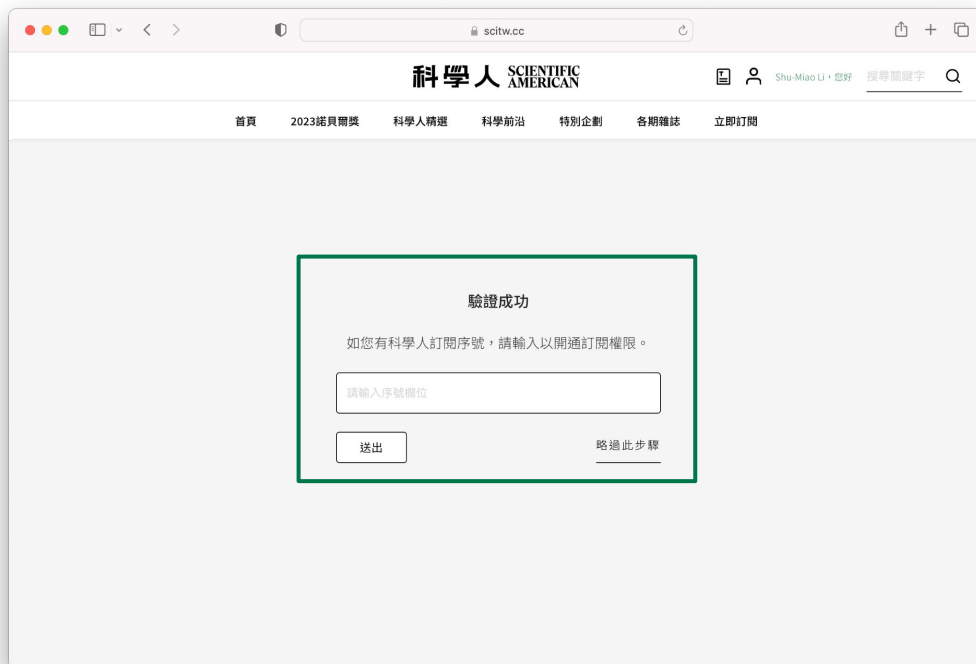 scitw.cc
科學人 SCIENTIFIC AMERICAN
Shu-Miao Li，您好 搜尋關鍵字
首頁 2023諾貝爾獎 科學人精選 科學前沿 特別企劃 各期雜誌 立即訂閱
驗證成功
如您有科學人訂閱序號，請輸入以開通訂閱權限。
請輸入序號欄位
送出 略過此步驟